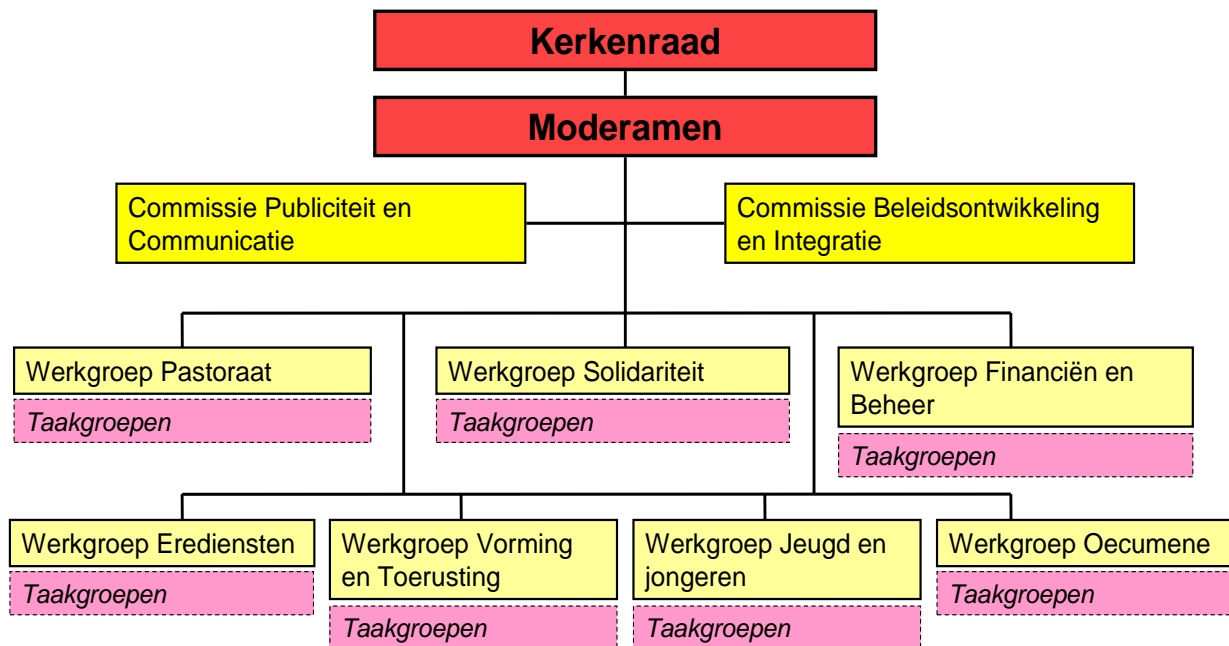 Kerkenraad
Moderamen
Commissie Publiciteit en
Communicatie
Commissie Beleidsontwikkeling
en Integratie
Werkgroep Pastoraat
Taakgroepen
Werkgroep Solidariteit
Taakgroepen
Werkgroep Financiën en
Beheer
Taakgroepen
Werkgroep Erediensten
Taakgroepen
Werkgroep Vorming
en Toerusting
Taakgroepen
Werkgroep Jeugd en
jongeren
Taakgroepen
Werkgroep Oecumene
Taakgroepen